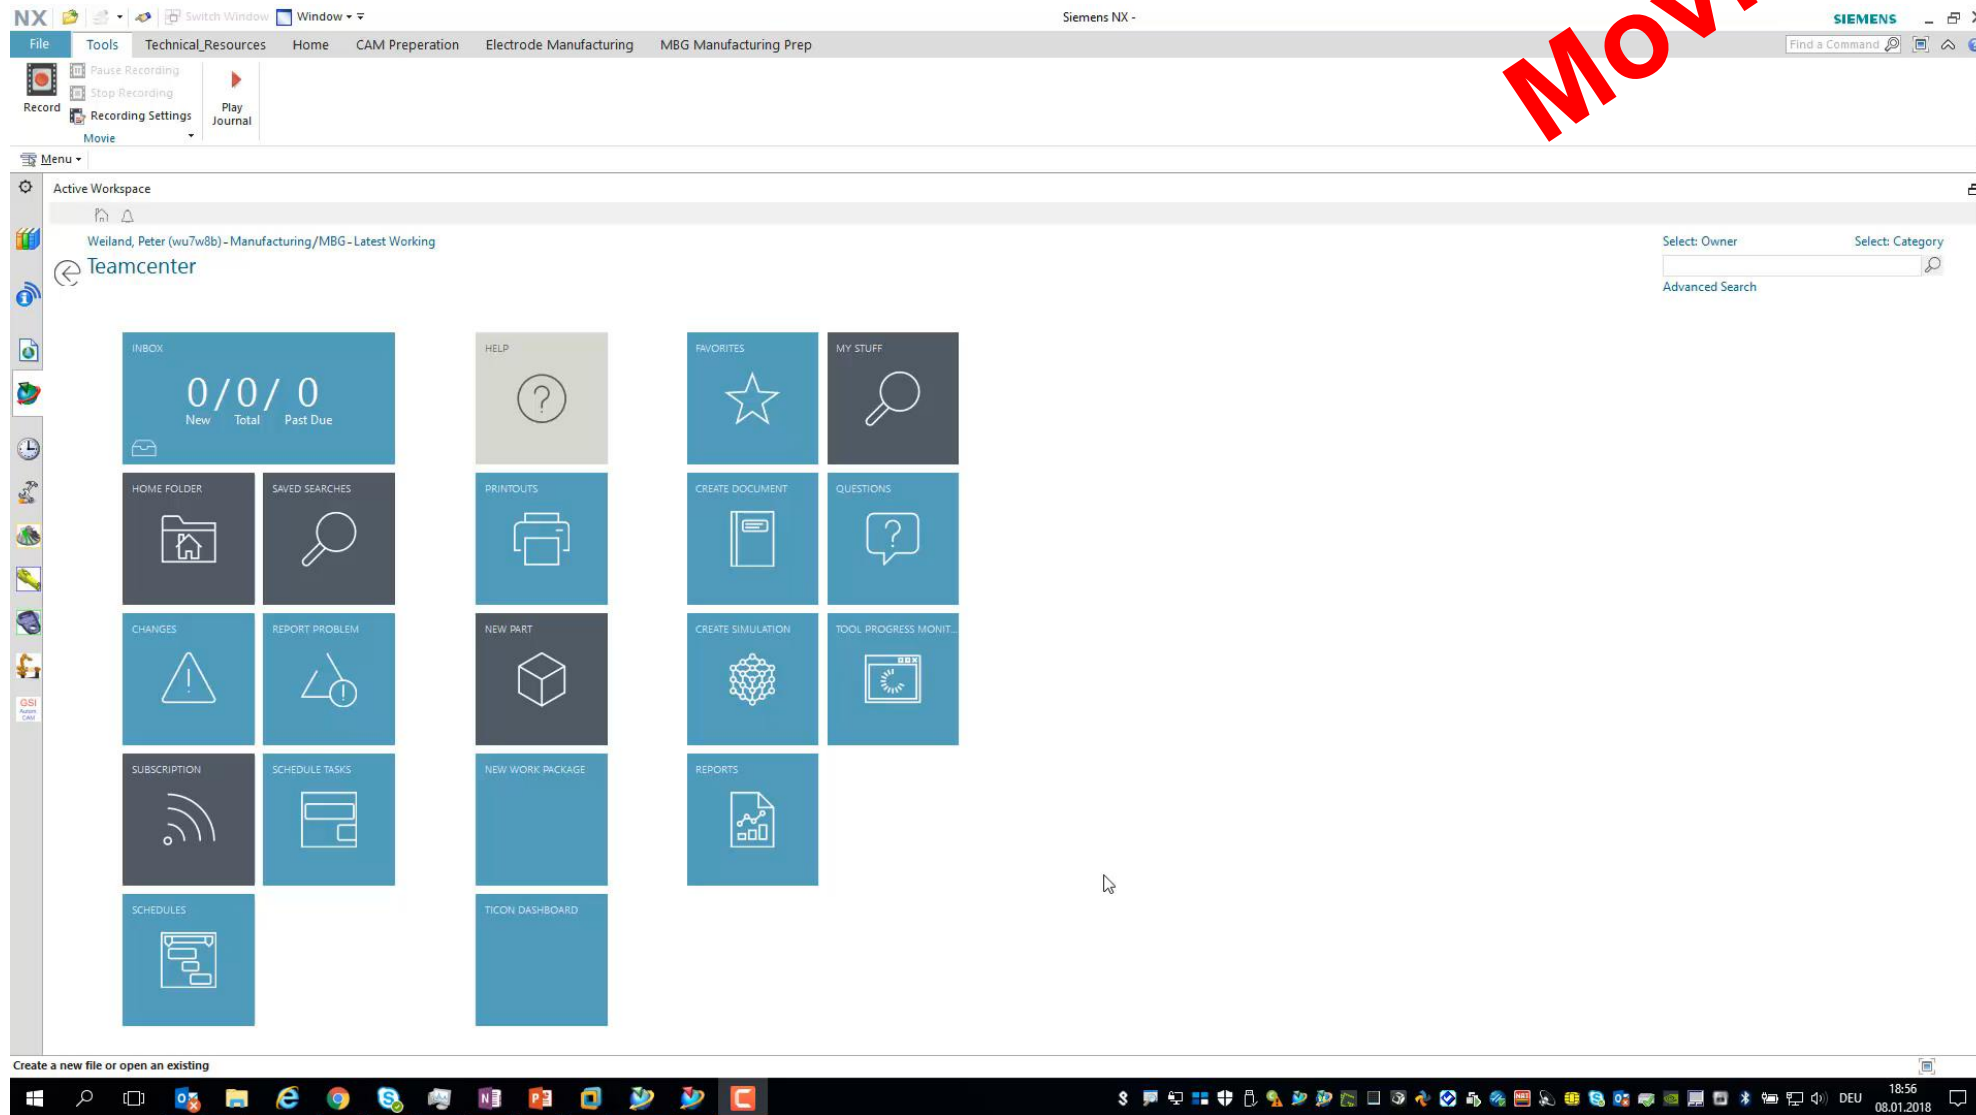 NX Switch Window Window Siemens NX - SIEMENS
File Tools Technical_Resources Home CAM Preperation Electrode Manufacturing MBG Manufacturing Prep Find a Command
Record Pause Recording
Stop Recording
Recording Settings
Movie
Play Journal
Menu
Active Workspace
Weiland, Peter (wu7w8b) - Manufacturing/MBG - Latest Working
Teamcenter
Select: Owner Select: Category
Advanced Search
INBOX HELP FAVORITES MY STUFF
0 / 0 / 0
New Total Past Due
HOME FOLDER SAVED SEARCHES PRINTOUTS CREATE DOCUMENT QUESTIONS
CHANGES REPORT PROBLEM NEW PART CREATE SIMULATION TOOL PROGRESS MONIT...
GSI
CAM
SUBSCRIPTION SCHEDULE TASKS NEW WORK PACKAGE REPORTS
SCHEDULES TICON DASHBOARD
Create a new file or open an existing
DEU 18:56
08.01.2018